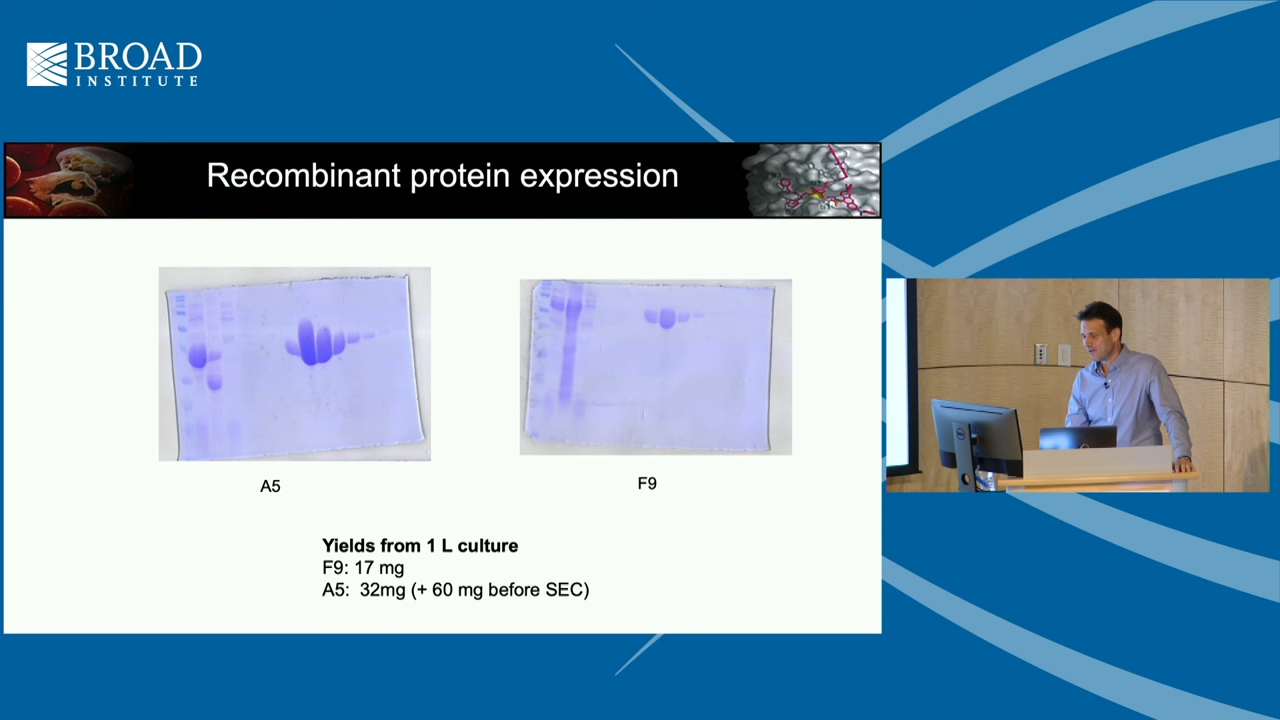 BROAD
INSTITUTE
Recombinant protein expression
A5
F9
Yields from 1 L culture
F9: 17 mg
A5: 32mg (+ 60 mg before SEC)